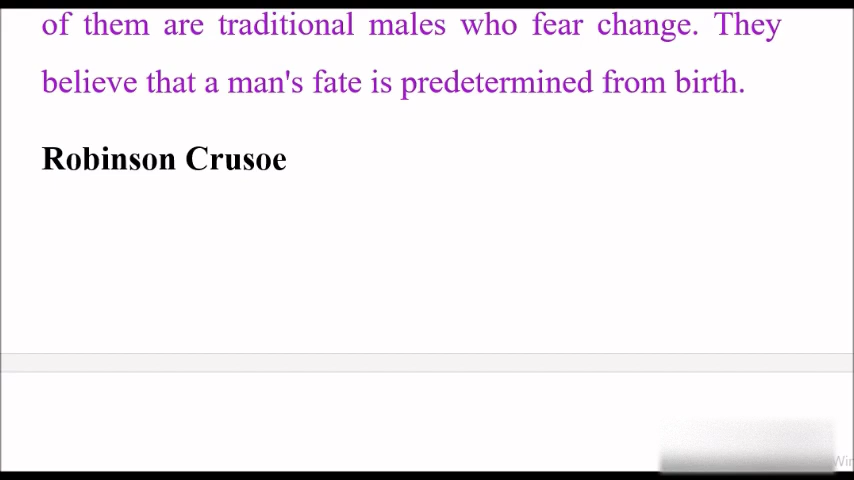 of them are traditional males who fear change. They
believe that a man's fate is predetermined from birth.
Robinson Crusoe